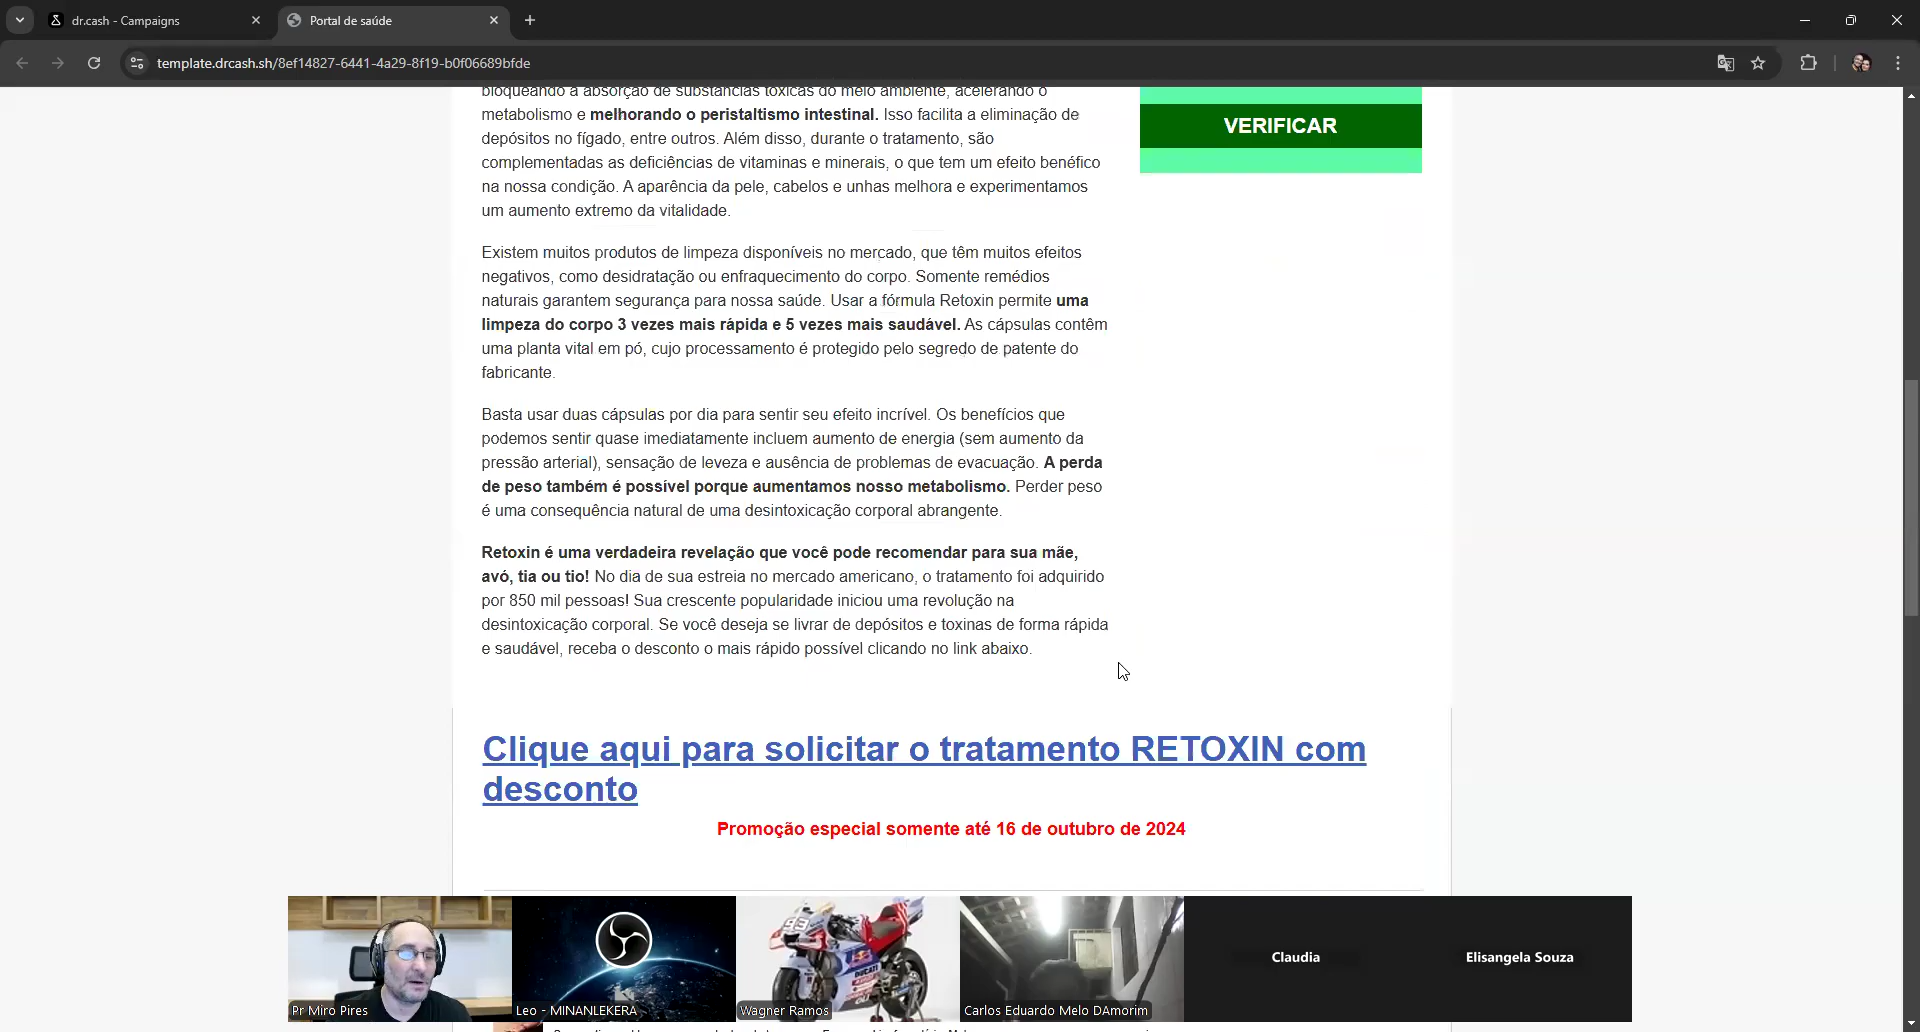 dr.cash - Campaigns
Portal de saúde
template.drcash.sh/8ef14827-6441-4a29-8f19-b0f06689bfde
bloqueando a absorção de substâncias tóxicas do meio ambiente, acelerando o
metabolismo e melhorando o peristaltismo intestinal. Isso facilita a eliminação de
depósitos no fígado, entre outros. Além disso, durante o tratamento, são
complementadas as deficiências de vitaminas e minerais, o que tem um efeito benéfico
na nossa condição. A aparência da pele, cabelos e unhas melhora e experimentamos
um aumento extremo da vitalidade.
VERIFICAR
Existem muitos produtos de limpeza disponíveis no mercado, que têm muitos efeitos
negativos, como desidratação ou enfraquecimento do corpo. Somente remédios
naturais garantem segurança para nossa saúde. Usar a fórmula Retoxin permite uma
limpeza do corpo 3 vezes mais rápida e 5 vezes mais saudável. As cápsulas contêm
uma planta vital em pó, cujo processamento é protegido pelo segredo de patente do
fabricante.
Basta usar duas cápsulas por dia para sentir seu efeito incrível. Os benefícios que
podemos sentir quase imediatamente incluem aumento de energia (sem aumento da
pressão arterial), sensação de leveza e ausência de problemas de evacuação. A perda
de peso também é possível porque aumentamos nosso metabolismo. Perder peso
é uma consequência natural de uma desintoxicação corporal abrangente.
Retoxin é uma verdadeira revelação que você pode recomendar para sua mãe,
avó, tia ou tio! No dia de sua estreia no mercado americano, o tratamento foi adquirido
por 850 mil pessoas! Sua crescente popularidade iniciou uma revolução na
desintoxicação corporal. Se você deseja se livrar de depósitos e toxinas de forma rápida
e saudável, receba o desconto o mais rápido possível clicando no link abaixo.
Clique aqui para solicitar o tratamento RETOXIN com
desconto
Promoção especial somente até 16 de outubro de 2024
93
DUCATI
Claudia
Elisangela Souza
Pr Miro Pires
Leo - MINANLEKERA
Wagner Ramos
Carlos Eduardo Melo DAmorim